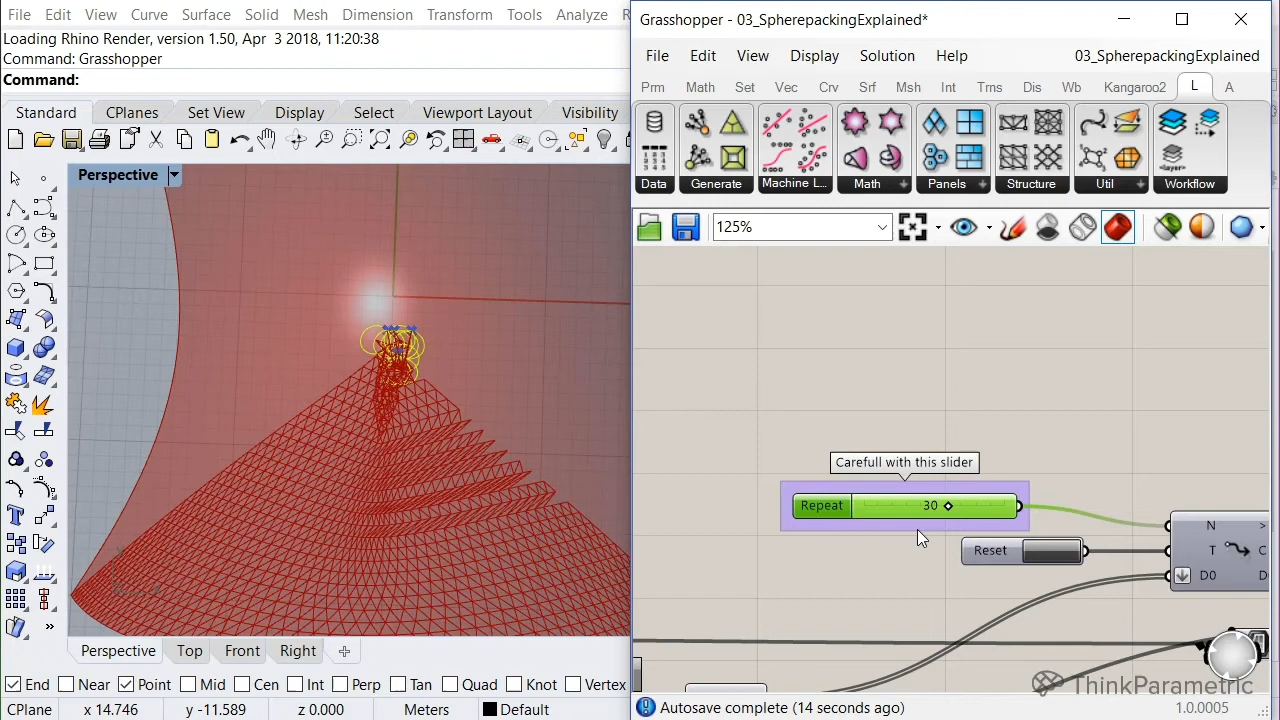 File Edit View Curve Surface Solid Mesh Dimension Transform Tools Analyze
Loading Rhino Render, version 1.50, Apr 3 2018, 11:20:38
Command: Grasshopper
Command:
Standard CPlanes Set View Display Select Viewport Layout Visibility
Perspective
Perspective Top Front Right
End Near Point Mid Cen Int Perp Tan Quad Knot Vertex
CPlane x 14.746 y -11.589 z 0.000 Meters Default
Grasshopper - 03_SpherepackingExplained*
File Edit View Display Solution Help 03_SpherepackingExplained
Prm Math Set Vec Crv Srf Msh Int Trns Dis Wb Kangaroo2 L A
Data Generate Machine L... Math Panels Structure Util Workflow
125%
Carefull with this slider
Repeat 30
N >
Reset T C
D0 D
ThinkParametric
Autosave complete (14 seconds ago) 1.0.0005